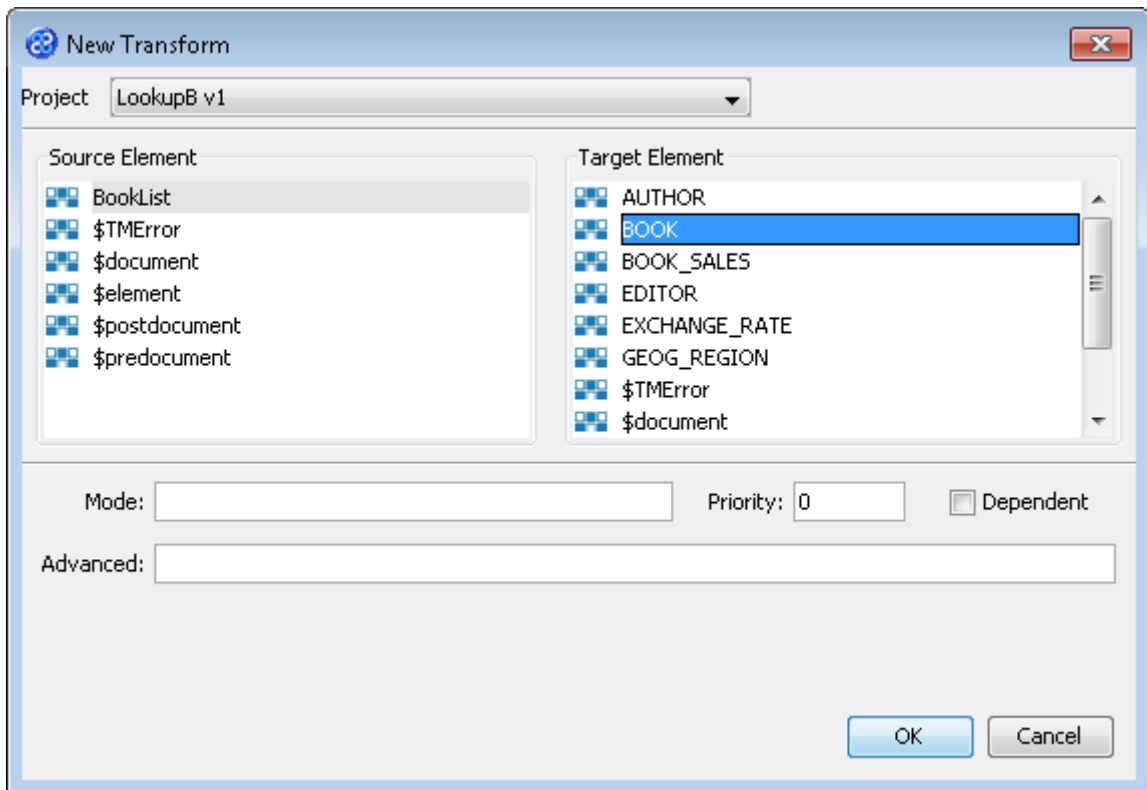 New Transform
Project LookupB v1
Source Element
BookList
$TMError
$document
$element
$postdocument
$predocument
Target Element
AUTHOR
BOOK
BOOK_SALES
EDITOR
EXCHANGE_RATE
GEOG_REGION
$TMError
$document
Mode: Priority: 0 Dependent
Advanced:
OK Cancel